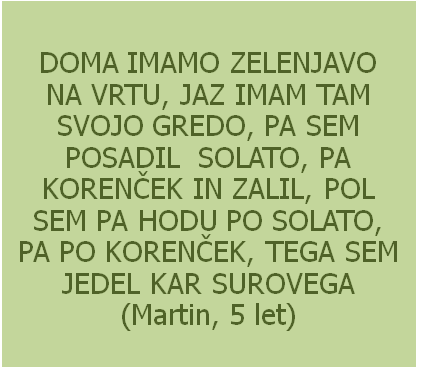 DOMA IMAMO ZELENJAVO
NA VRTU, JAZ IMAM TAM
SVOJO GREDO, PA SEM
POSADIL SOLATO, PA
KORENČEK IN ZALIL, POL
SEM PA HODU PO SOLATO,
PA PO KORENČEK, TEGA SEM
JEDEL KAR SUROVEGA
(Martin, 5 let)